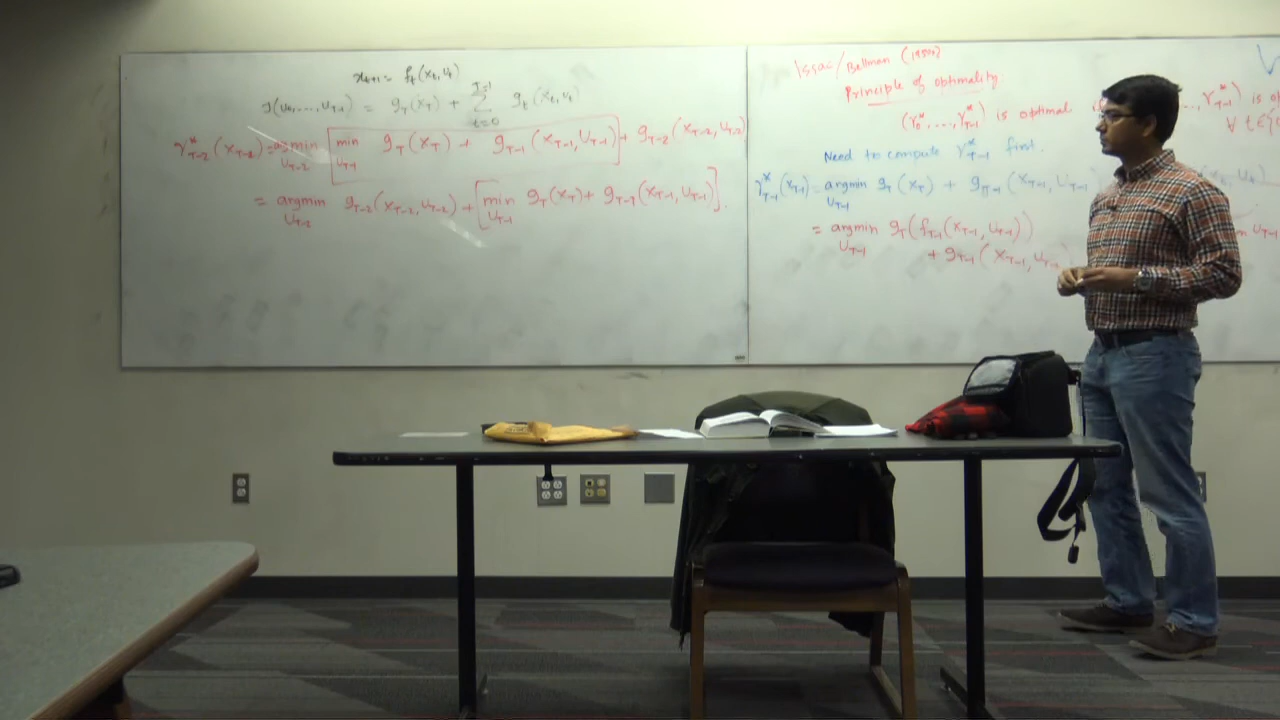 x_{t+1} = f_t(x_t, u_t)
J(u_0, ..., u_{T-1}) = g_T(x_T) + \sum_{t=0}^{T-1} g_t(x_t, u_t)
γ*_{T-2}(x_{T-2}) = argmin_{u_{T-2}} [min_{u_{T-1}} g_T(x_T) + g_{T-1}(x_{T-1}, u_{T-1})] + g_{T-2}(x_{T-2}, u_{T-2})
= argmin_{u_{T-2}} g_{T-2}(x_{T-2}, u_{T-2}) + [min_{u_{T-1}} g_T(x_T) + g_{T-1}(x_{T-1}, u_{T-1})].
Issac/Bellman (1950s)
Principle of optimality
(γ_0*, ..., γ*_{T-1}) is optimal
..., γ*_{T-1}) is
Need to compute γ*_{T-1} first.
γ*_{T-1}(x_{T-1}) = argmin_{u_{T-1}} g_T(x_T) + g_{T-1}(x_{T-1}, u_{T-1})
= argmin_{u_{T-1}} g_T(f_{T-1}(x_{T-1}, u_{T-1}))
+ g_{T-1}(x_{T-1}, u_{T-1}